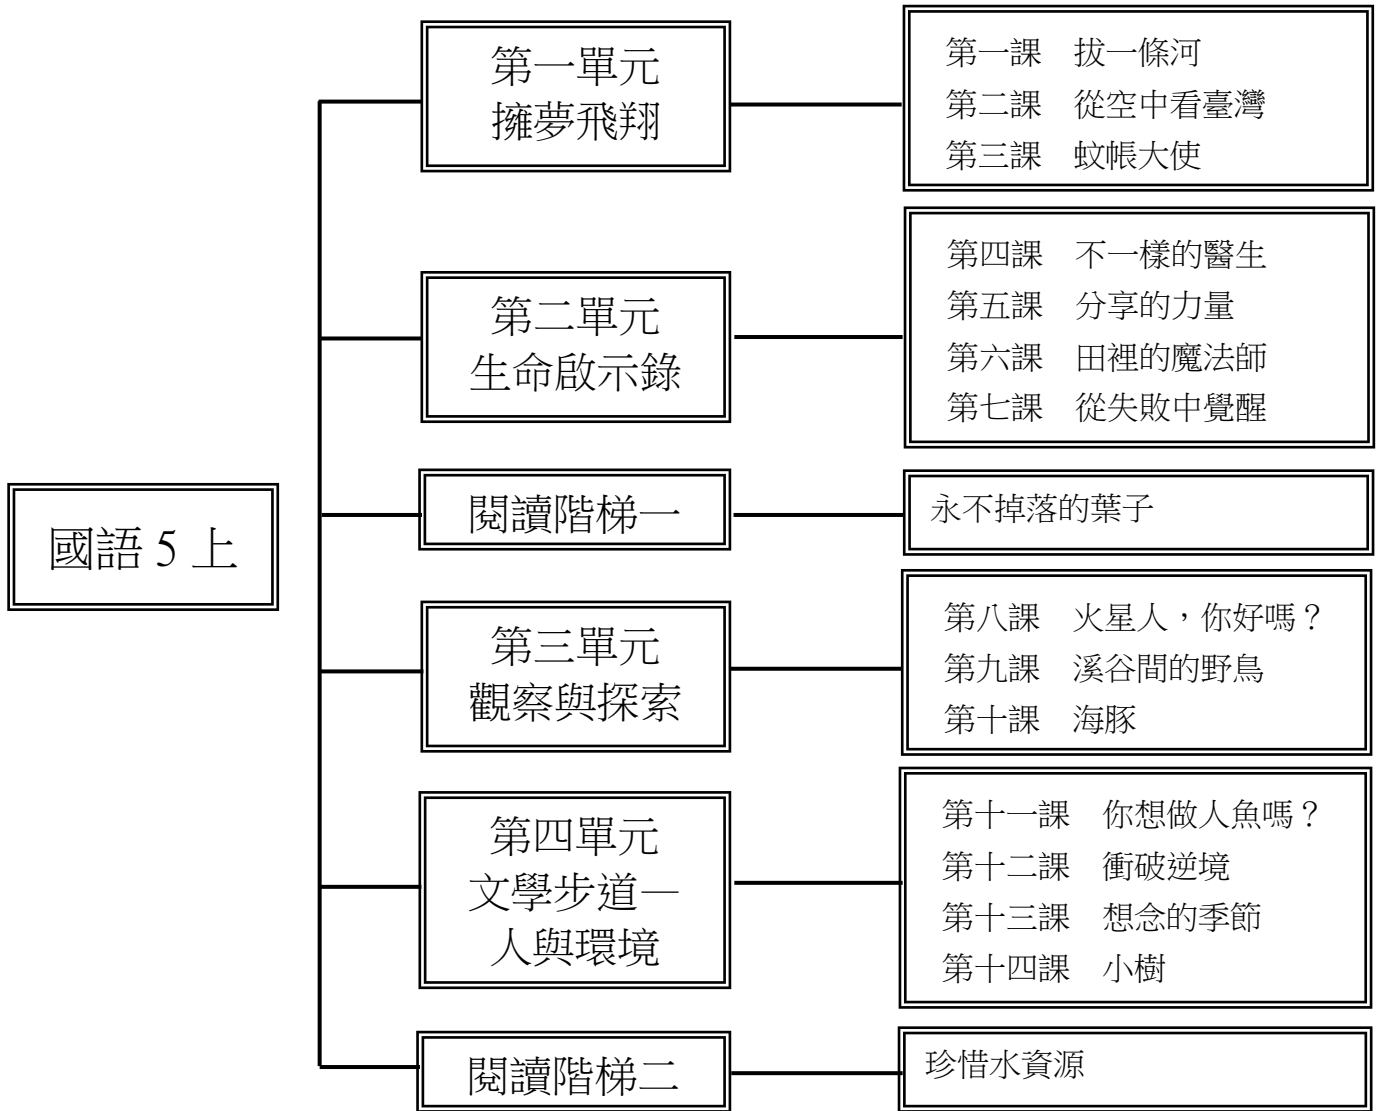 國語 5 上
第一單元
擁夢飛翔
第一課　拔一條河
第二課　從空中看臺灣
第三課　蚊帳大使
第二單元
生命啟示錄
第四課　不一樣的醫生
第五課　分享的力量
第六課　田裡的魔法師
第七課　從失敗中覺醒
閱讀階梯一
永不掉落的葉子
第三單元
觀察與探索
第八課　火星人，你好嗎？
第九課　溪谷間的野鳥
第十課　海豚
第四單元
文學步道—
人與環境
第十一課　你想做人魚嗎？
第十二課　衝破逆境
第十三課　想念的季節
第十四課　小樹
閱讀階梯二
珍惜水資源